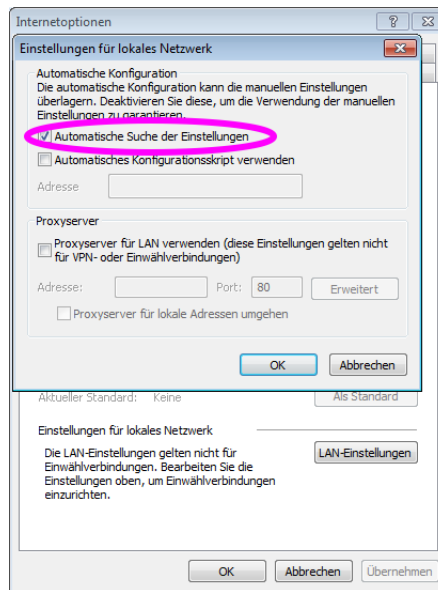 Internetoptionen
Einstellungen für lokales Netzwerk
Automatische Konfiguration
Die automatische Konfiguration kann die manuellen Einstellungen
überlagern. Deaktivieren Sie diese, um die Verwendung der manuellen
Einstellungen zu garantieren.
Automatische Suche der Einstellungen
Automatisches Konfigurationsskript verwenden
Adresse
Proxyserver
Proxyserver für LAN verwenden (diese Einstellungen gelten nicht
für VPN- oder Einwählverbindungen)
Adresse: Port: 80 Erweitert
Proxyserver für lokale Adressen umgehen
OK Abbrechen
Aktueller Standard: Keine Als Standard
Einstellungen für lokales Netzwerk
Die LAN-Einstellungen gelten nicht für LAN-Einstellungen
Einwählverbindungen. Bearbeiten Sie die
Einstellungen oben, um Einwählverbindungen
einzurichten.
OK Abbrechen Übernehmen